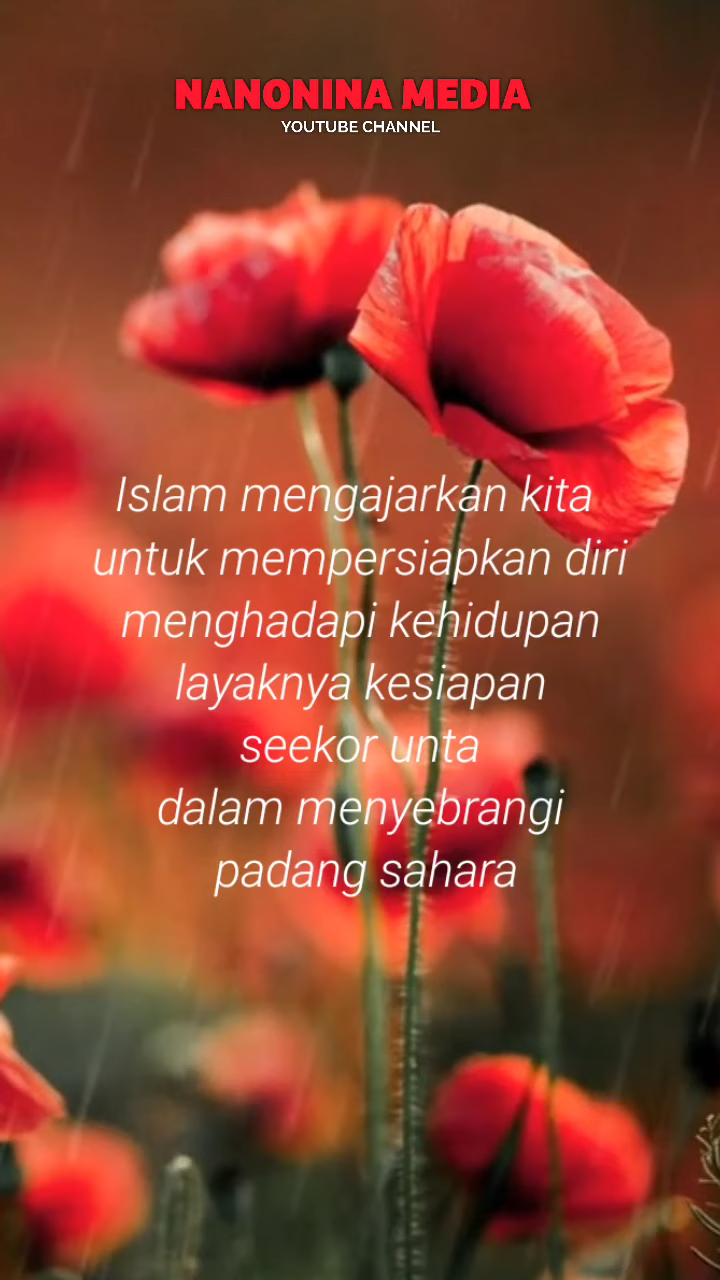 NANONINA MEDIA
YOUTUBE CHANNEL
Islam mengajarkan kita
untuk mempersiapkan diri
menghadapi kehidupan
layaknya kesiapan
seekor unta
dalam menyebrangi
padang sahara